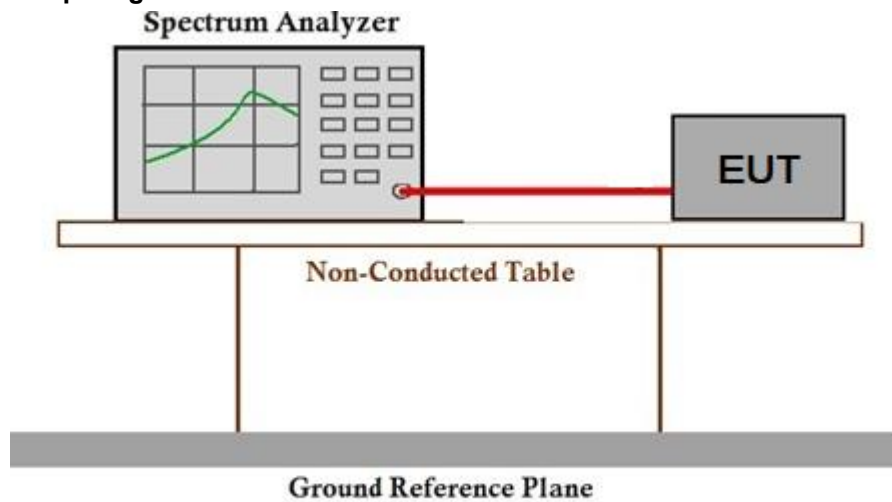 Spectrum Analyzer
EUT
Non-Conducted Table
Ground Reference Plane